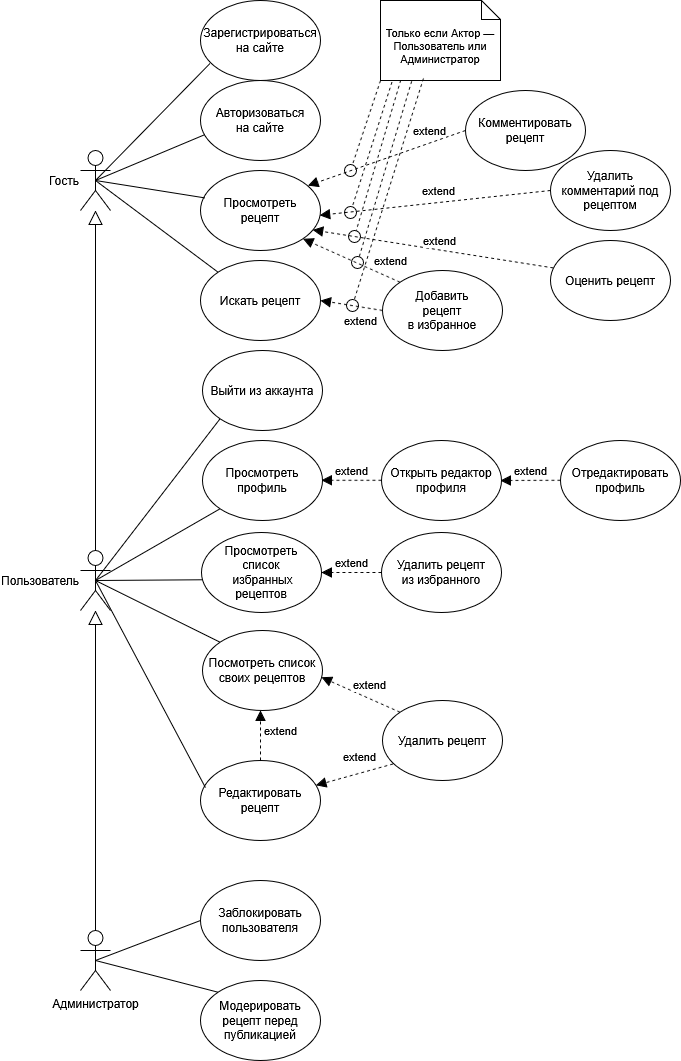 Зарегистрироваться
на сайте
Только если Актор —
Пользователь или
Администратор
Авторизоваться
на сайте
extend
Комментировать
рецепт
Гость
Просмотреть
рецепт
extend
Удалить
комментарий под
рецептом
extend
Оценить рецепт
extend
Искать рецепт
extend
Добавить
рецепт
в избранное
Выйти из аккаунта
Просмотреть
профиль
extend
Открыть редактор
профиля
extend
Отредактировать
профиль
Пользователь
Просмотреть
список
избранных
рецептов
extend
Удалить рецепт
из избранного
Посмотреть список
своих рецептов
extend
extend
Удалить рецепт
extend
Редактировать
рецепт
Заблокировать
пользователя
Администратор
Модерировать
рецепт перед
публикацией